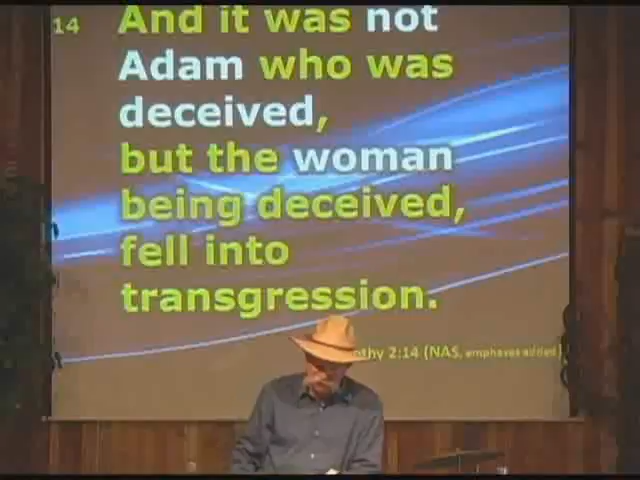 14 And it was not
Adam who was
deceived,
but the woman
being deceived,
fell into
transgression.
othy 2:14 (NAS, emphases added)